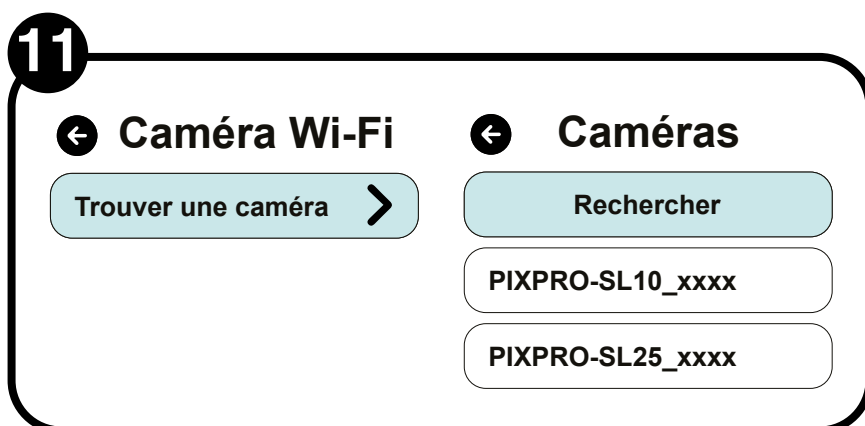 11
Caméra Wi-Fi
Trouver une caméra
Caméras
Rechercher
PIXPRO-SL10_xxxx
PIXPRO-SL25_xxxx